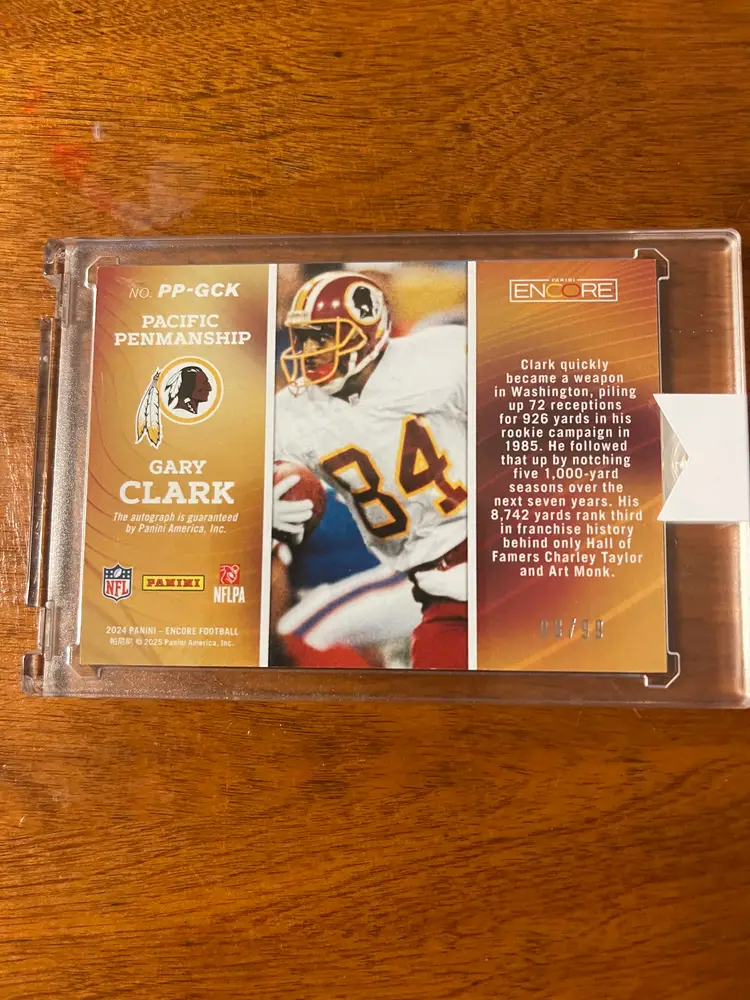 NO. PP-GCK
PACIFIC
PENMANSHIP
GARY
CLARK
The autograph is guaranteed
by Panini America, Inc.
NFL
PANINI
NFLPA
2024 PANINI – ENCORE FOOTBALL
帕尼尼 © 2025 Panini America, Inc.
84
PANINI
ENCORE
Clark quickly
became a weapon
in Washington, piling
up 72 receptions
for 926 yards in his
rookie campaign in
1985. He followed
that up by notching
five 1,000-yard
seasons over the
next seven years. His
8,742 yards rank third
in franchise history
behind only Hall of
Famers Charley Taylor
and Art Monk.